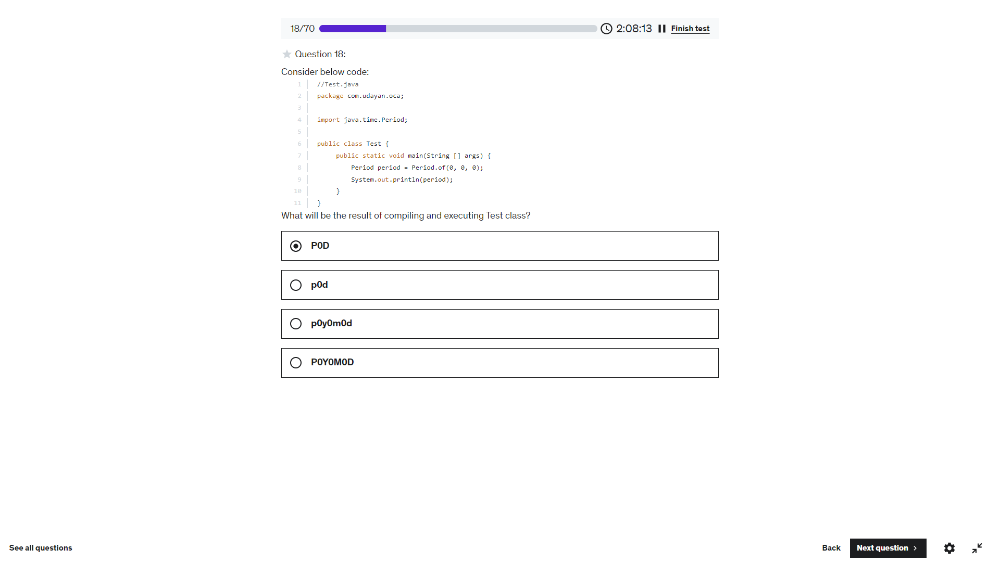 18/70 2:08:13 Finish test
Question 18:
Consider below code:
1 //Test.java
2 package com.udayan.oca;
3
4 import java.time.Period;
5
6 public class Test {
7 public static void main(String [] args) {
8 Period period = Period.of(0, 0, 0);
9 System.out.println(period);
10 }
11 }
What will be the result of compiling and executing Test class?
P0D
p0d
p0y0m0d
P0Y0M0D
See all questions Back Next question